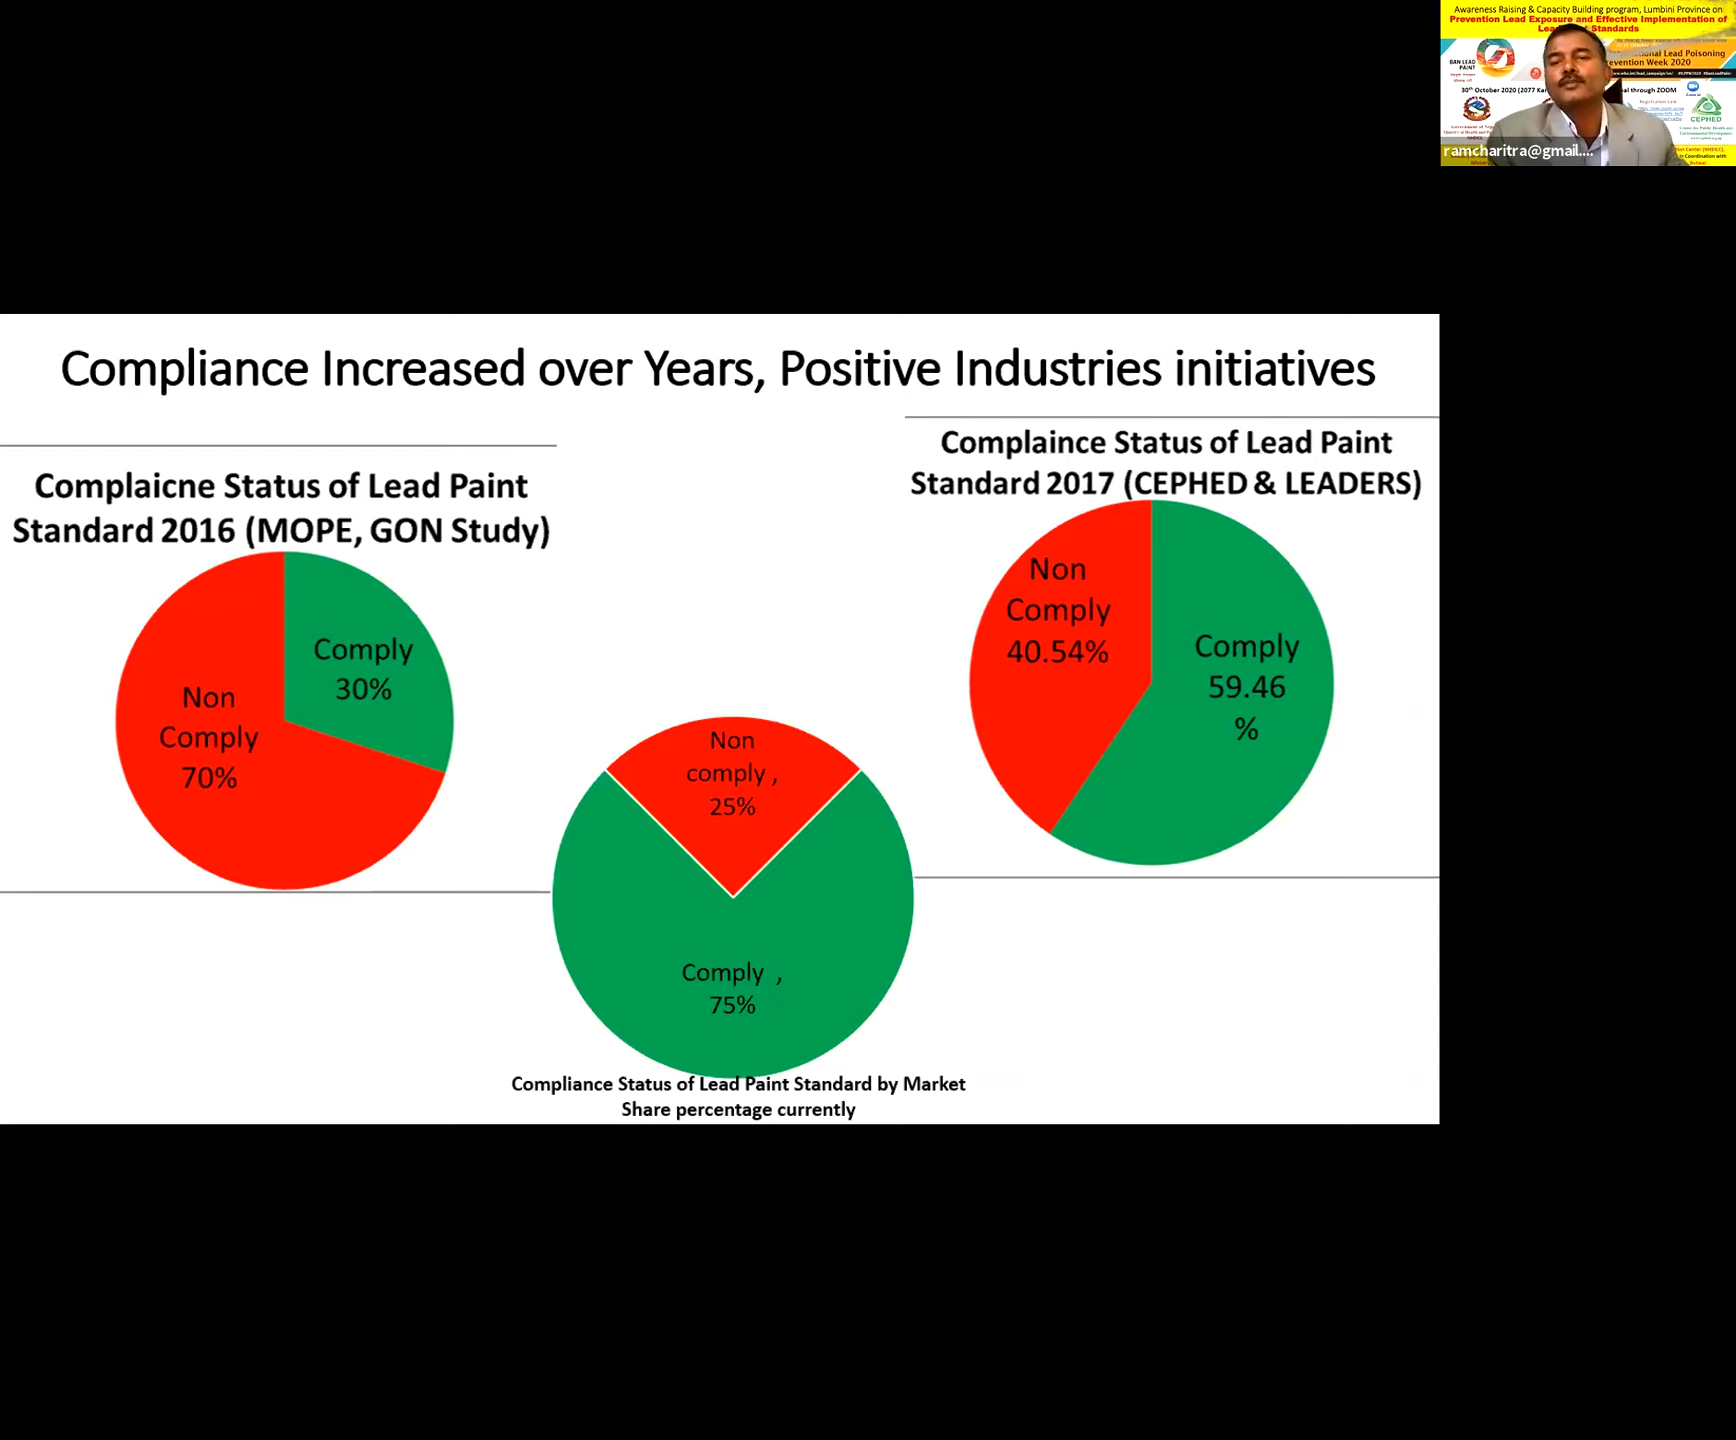 Awareness Raising & Capacity Building program, Lumbini Province on
Prevention Lead Exposure and Effective Implementation of
Standards
Lead Poisoning
Week 2020
BAN LEAD
PAINT
30th October 2020 (2077
through ZOOM
CEPHED
in Coordination with
ramcharitra@gmail....
Compliance Increased over Years, Positive Industries initiatives
Complaicne Status of Lead Paint
Standard 2016 (MOPE, GON Study)
Comply
30%
Non
Comply
70%
Complaince Status of Lead Paint
Standard 2017 (CEPHED & LEADERS)
Non
Comply
40.54%
Comply
59.46
%
Non
comply ,
25%
Comply ,
75%
Compliance Status of Lead Paint Standard by Market
Share percentage currently